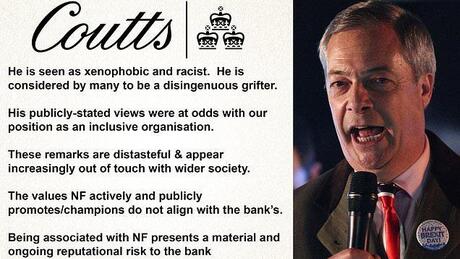 Coutts
He is seen as xenophobic and racist. He is
considered by many to be a disingenuous grifter.
His publicly-stated views were at odds with our
position as an inclusive organisation.
These remarks are distasteful & appear
increasingly out of touch with wider society.
The values NF actively and publicly
promotes/champions do not align with the bank's.
Being associated with NF presents a material and
ongoing reputational risk to the bank
HAPPY
BREXIT
DAY!